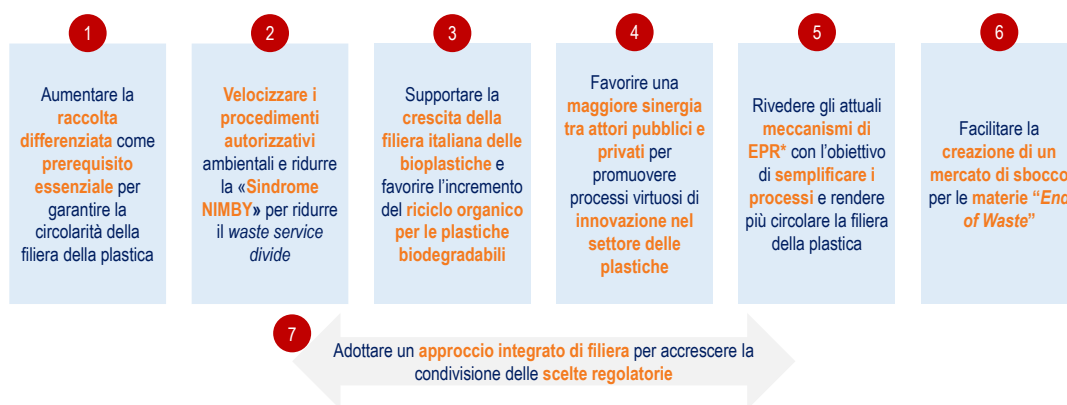 1
Aumentare la
raccolta
differenziata come
prerequisito
essenziale per
garantire la
circolarità della
filiera della plastica
2
Velocizzare i
procedimenti
autorizzativi
ambientali e ridurre
la «Sindrome
NIMBY» per ridurre
il waste service
divide
3
Supportare la
crescita della
filiera italiana delle
bioplastiche e
favorire l'incremento
del riciclo organico
per le plastiche
biodegradabili
4
Favorire una
maggiore sinergia
tra attori pubblici e
privati per
promuovere
processi virtuosi di
innovazione nel
settore delle
plastiche
5
Rivedere gli attuali
meccanismi di
EPR* con l'obiettivo
di semplificare i
processi e rendere
più circolare la filiera
della plastica
6
Facilitare la
creazione di un
mercato di sbocco
per le materie "End
of Waste"
7
Adottare un approccio integrato di filiera per accrescere la
condivisione delle scelte regolatorie